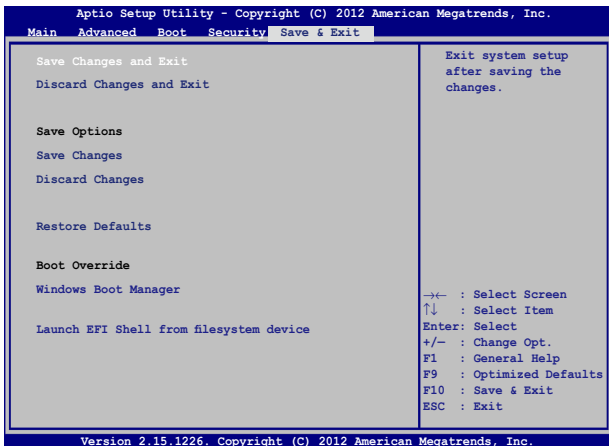 Aptio Setup Utility - Copyright (C) 2012 American Megatrends, Inc.
Main Advanced Boot Security Save & Exit
Save Changes and Exit
Discard Changes and Exit
Save Options
Save Changes
Discard Changes
Restore Defaults
Boot Override
Windows Boot Manager
Launch EFI Shell from filesystem device
Exit system setup
after saving the
changes.
→← : Select Screen
↑↓ : Select Item
Enter: Select
+/— : Change Opt.
F1 : General Help
F9 : Optimized Defaults
F10 : Save & Exit
ESC : Exit
Version 2.15.1226. Copyright (C) 2012 American Megatrends, Inc.